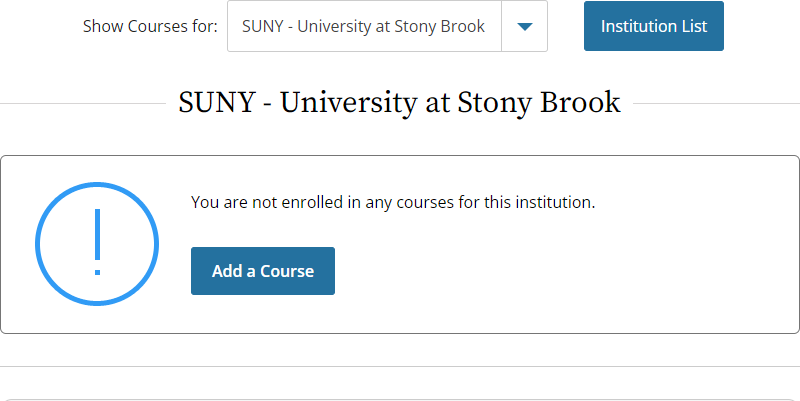 Show Courses for: SUNY - University at Stony Brook Institution List
SUNY - University at Stony Brook
You are not enrolled in any courses for this institution.
Add a Course